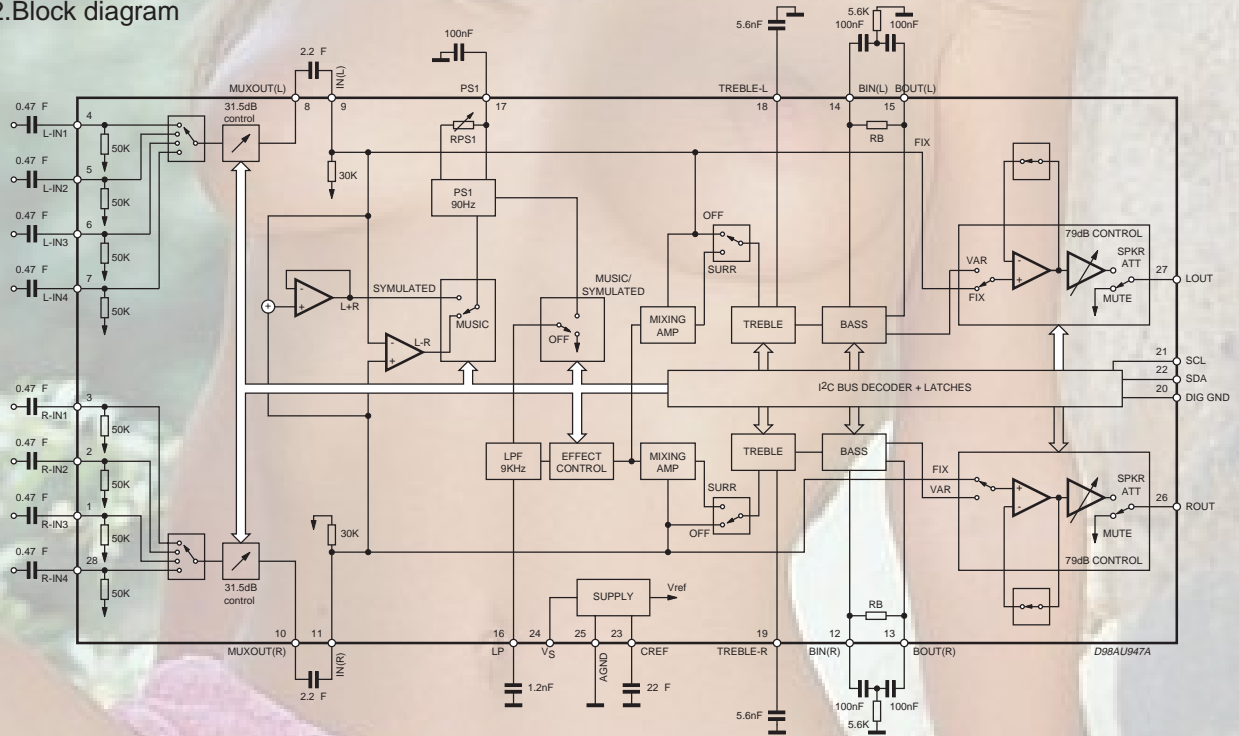 2.Block diagram
100nF
5.6nF
5.6K
100nF 100nF
2.2 F
IN(L)
MUXOUT(L)
8 9
PS1
17
TREBLE-L
18
14
BIN(L)
15
BOUT(L)
0.47 F
L-IN1
4
50K
31.5dB
control
RPS1
RB
FIX
0.47 F
L-IN2
5
50K
30K
PS1
90Hz
0.47 F
L-IN3
6
50K
OFF
SURR
79dB CONTROL
0.47 F
L-IN4
7
50K
SYMULATED
L+R
MUSIC
MUSIC/
SYMULATED
OFF
MIXING
AMP
TREBLE
BASS
VAR
FIX
-
+
SPKR
ATT
MUTE
27
LOUT
+
-
+
L-R
-
+
I2C BUS DECODER + LATCHES
21
SCL
22
SDA
20
DIG GND
0.47 F
R-IN1
3
50K
0.47 F
R-IN2
2
50K
LPF
9KHz
EFFECT
CONTROL
MIXING
AMP
TREBLE
BASS
0.47 F
R-IN3
1
50K
30K
SURR
OFF
FIX
VAR
+
-
SPKR
ATT
MUTE
26
ROUT
0.47 F
R-IN4
28
50K
31.5dB
control
79dB CONTROL
SUPPLY
Vref
RB
10
MUXOUT(R)
11
IN(R)
16
LP
24
VS
25
AGND
23
CREF
19
TREBLE-R
12
BIN(R)
13
BOUT(R)
D98AU947A
2.2 F
1.2nF
22 F
5.6nF
100nF 100nF
5.6K